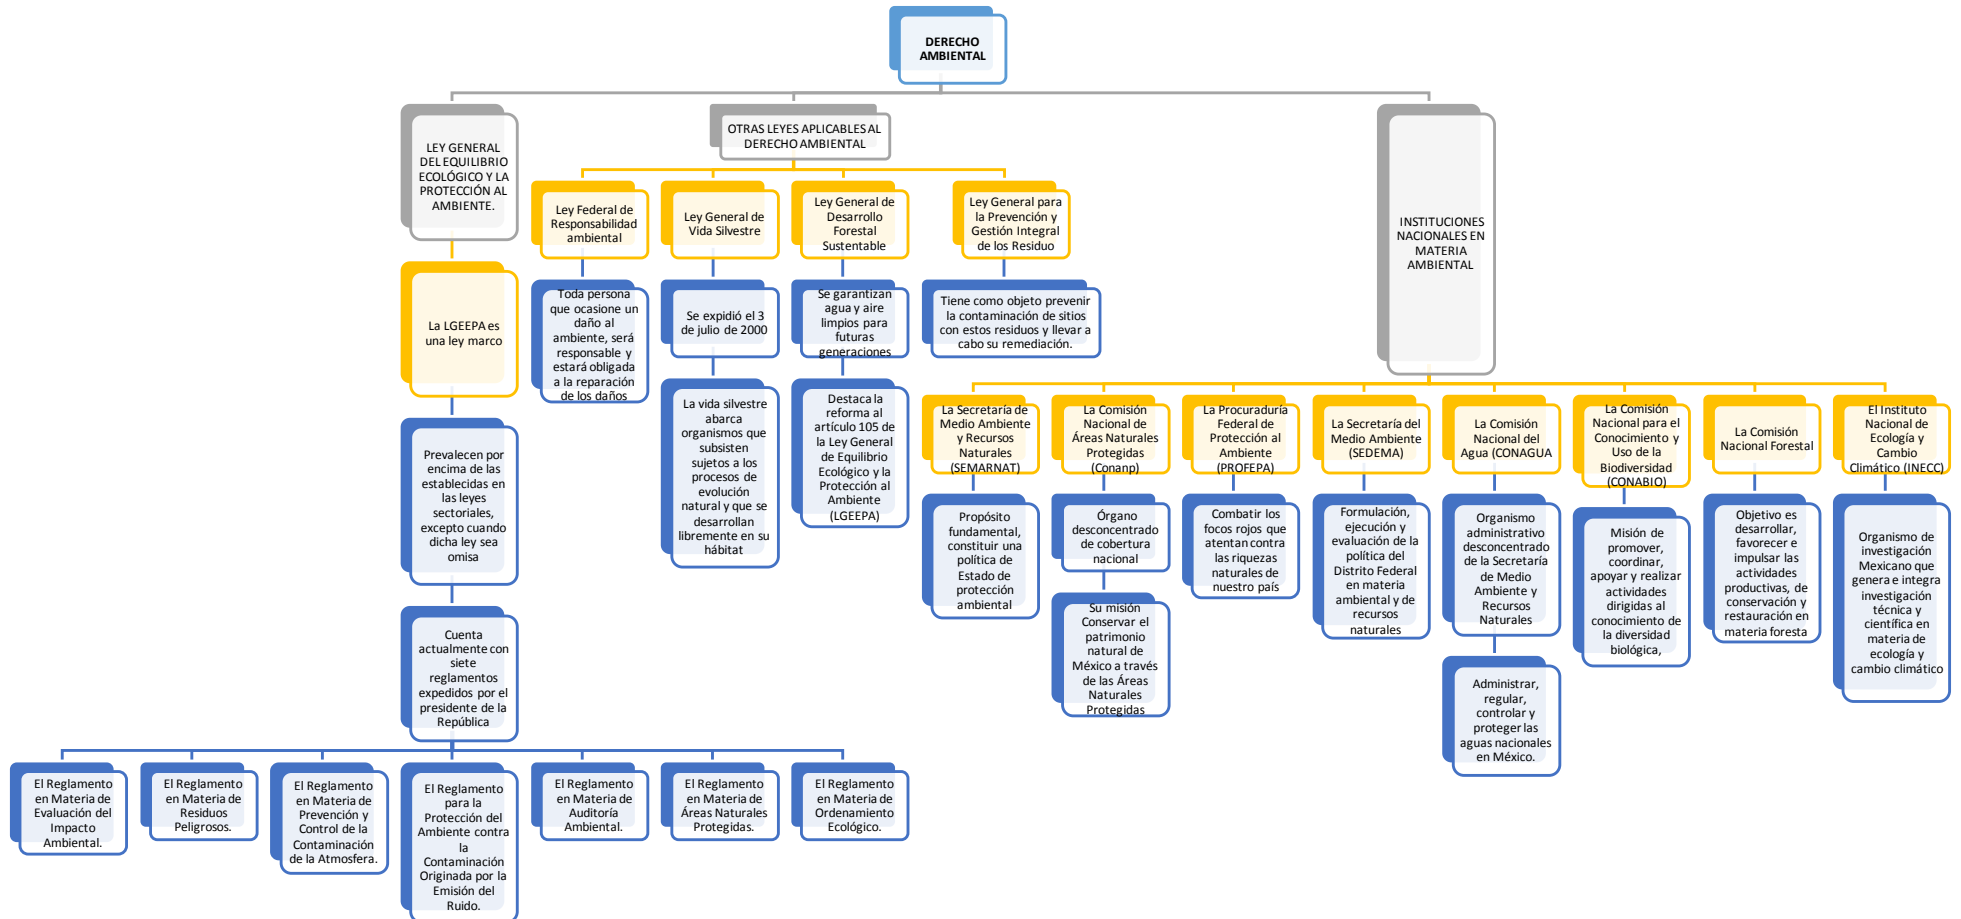 DERECHO
AMBIENTAL
LEY GENERAL
DEL EQUILIBRIO
ECOLÓGICO Y LA
PROTECCIÓN AL
AMBIENTE.
La LGEEPA es
una ley marco
Prevalecen por
encima de las
establecidas en
las leyes
sectoriales,
excepto cuando
dicha ley sea
omisa
Cuenta
actualmente con
siete
reglamentos
expedidos por el
presidente de la
República
El Reglamento
en Materia de
Evaluación del
Impacto
Ambiental.
El Reglamento
en Materia de
Residuos
Peligrosos.
El Reglamento
en Materia de
Prevención y
Control de la
Contaminación
de la Atmosfera.
El Reglamento
para la
Protección del
Ambiente contra
la
Contaminación
Originada por la
Emisión del
Ruido.
El Reglamento
en Materia de
Auditoría
Ambiental.
El Reglamento
en Materia de
Áreas Naturales
Protegidas.
El Reglamento
en Materia de
Ordenamiento
Ecológico.
OTRAS LEYES APLICABLES AL
DERECHO AMBIENTAL
Ley Federal de
Responsabilidad
ambiental
Toda persona
que ocasione un
daño al
ambiente, será
responsable y
estará obligada
a la reparación
de los daños
Ley General de
Vida Silvestre
Se expidió el 3
de julio de 2000
La vida silvestre
abarca
organismos que
subsisten
sujetos a los
procesos de
evolución
natural y que se
desarrollan
libremente en su
hábitat
Ley General de
Desarrollo
Forestal
Sustentable
Se garantizan
agua y aire
limpios para
futuras
generaciones
Destaca la
reforma al
artículo 105 de
la Ley General
de Equilibrio
Ecológico y la
Protección al
Ambiente
(LGEEPA)
Ley General para
la Prevención y
Gestión Integral
de los Residuo
Tiene como objeto prevenir
la contaminación de sitios
con estos residuos y llevar a
cabo su remediación.
INSTITUCIONES
NACIONALES EN
MATERIA
AMBIENTAL
La Secretaría de
Medio Ambiente
y Recursos
Naturales
(SEMARNAT)
Propósito
fundamental,
constituir una
política de
Estado de
protección
ambiental
La Comisión
Nacional de
Áreas Naturales
Protegidas
(Conanp)
Órgano
desconcentrado
de cobertura
nacional
Su misión
Conservar el
patrimonio
natural de
México a través
de las Áreas
Naturales
Protegidas
La Procuraduría
Federal de
Protección al
Ambiente
(PROFEPA)
Combatir los
focos rojos que
atentan contra
las riquezas
naturales de
nuestro país
La Secretaría del
Medio Ambiente
(SEDEMA)
Formulación,
ejecución y
evaluación de la
política del
Distrito Federal
en materia
ambiental y de
recursos
naturales
La Comisión
Nacional del
Agua (CONAGUA
Organismo
administrativo
desconcentrado
de la Secretaría
de Medio
Ambiente y
Recursos
Naturales
Administrar,
regular,
controlar y
proteger las
aguas nacionales
en México.
La Comisión
Nacional para el
Conocimiento y
Uso de la
Biodiversidad
(CONABIO)
Misión de
promover,
coordinar,
apoyar y realizar
actividades
dirigidas al
conocimiento de
la diversidad
biológica,
La Comisión
Nacional Forestal
Objetivo es
desarrollar,
favorecer e
impulsar las
actividades
productivas, de
conservación y
restauración en
materia foresta
El Instituto
Nacional de
Ecología y
Cambio
Climático (INECC)
Organismo de
investigación
Mexicano que
genera e integra
investigación
técnica y
científica en
materia de
ecología y
cambio climático